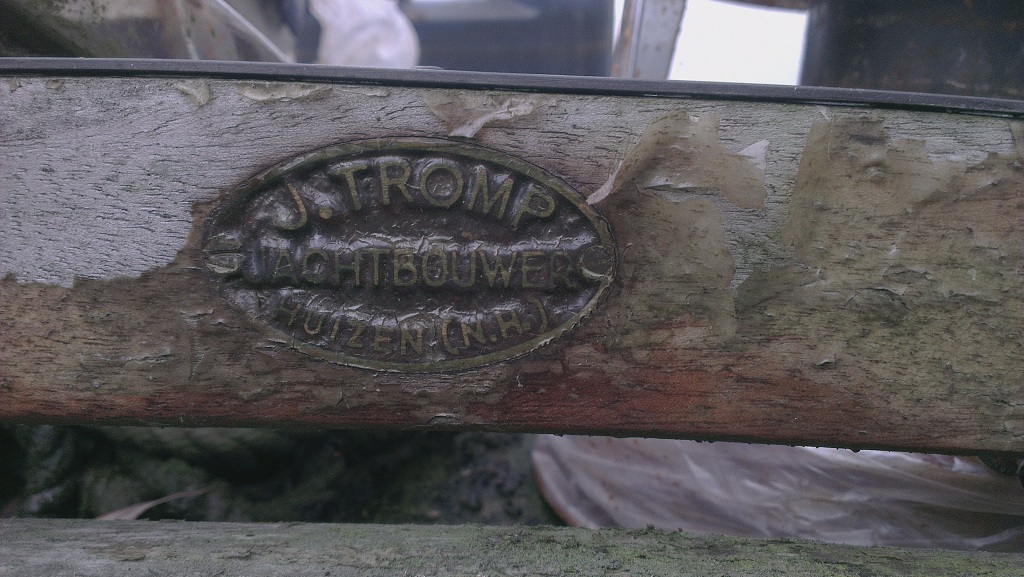 J. TROMP
JACHTBOUWER
HUIZEN (N.H.)